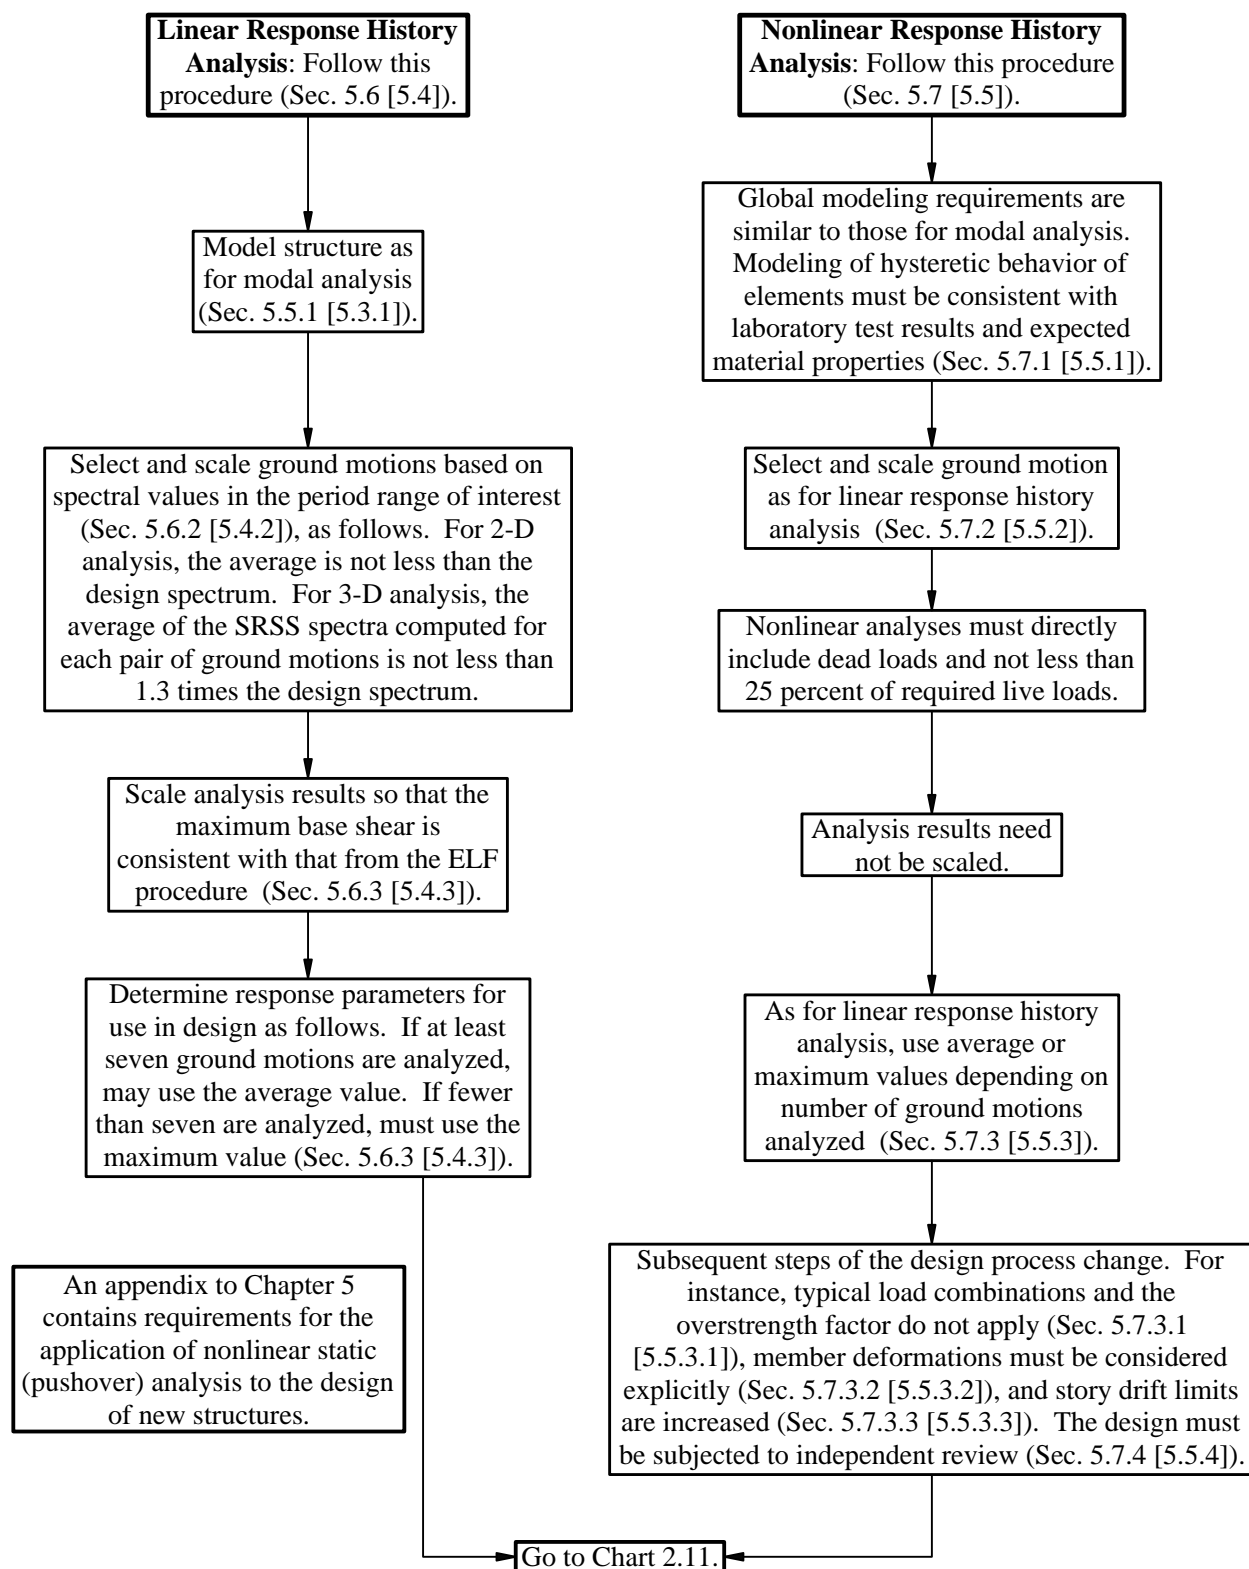 Linear Response History
Analysis: Follow this
procedure (Sec. 5.6 [5.4]).
Model structure as
for modal analysis
(Sec. 5.5.1 [5.3.1]).
Select and scale ground motions based on
spectral values in the period range of interest
(Sec. 5.6.2 [5.4.2]), as follows.  For 2-D
analysis, the average is not less than the
design spectrum.  For 3-D analysis, the
average of the SRSS spectra computed for
each pair of ground motions is not less than
1.3 times the design spectrum.
Scale analysis results so that the
maximum base shear is
consistent with that from the ELF
procedure  (Sec. 5.6.3 [5.4.3]).
Determine response parameters for
use in design as follows.  If at least
seven ground motions are analyzed,
may use the average value.  If fewer
than seven are analyzed, must use the
maximum value (Sec. 5.6.3 [5.4.3]).
An appendix to Chapter 5
contains requirements for the
application of nonlinear static
(pushover) analysis to the design
of new structures.
Nonlinear Response History
Analysis: Follow this procedure
(Sec. 5.7 [5.5]).
Global modeling requirements are
similar to those for modal analysis.
Modeling of hysteretic behavior of
elements must be consistent with
laboratory test results and expected
material properties (Sec. 5.7.1 [5.5.1]).
Select and scale ground motion
as for linear response history
analysis  (Sec. 5.7.2 [5.5.2]).
Nonlinear analyses must directly
include dead loads and not less than
25 percent of required live loads.
Analysis results need
not be scaled.
As for linear response history
analysis, use average or
maximum values depending on
number of ground motions
analyzed  (Sec. 5.7.3 [5.5.3]).
Subsequent steps of the design process change.  For
instance, typical load combinations and the
overstrength factor do not apply (Sec. 5.7.3.1
[5.5.3.1]), member deformations must be considered
explicitly (Sec. 5.7.3.2 [5.5.3.2]), and story drift limits
are increased (Sec. 5.7.3.3 [5.5.3.3]).  The design must
be subjected to independent review (Sec. 5.7.4 [5.5.4]).
Go to Chart 2.11.